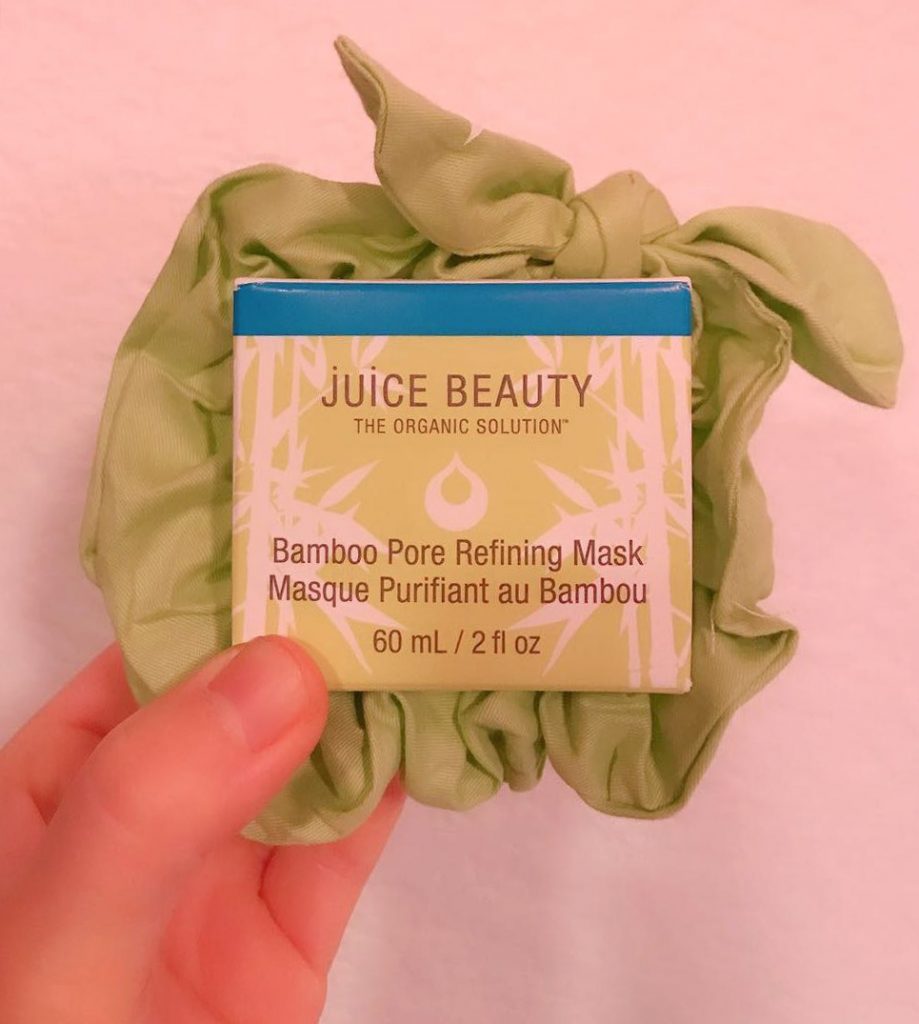 juice BEAUTY
THE ORGANIC SOLUTION™
Bamboo Pore Refining Mask
Masque Purifiant au Bambou
60 mL / 2 fl oz